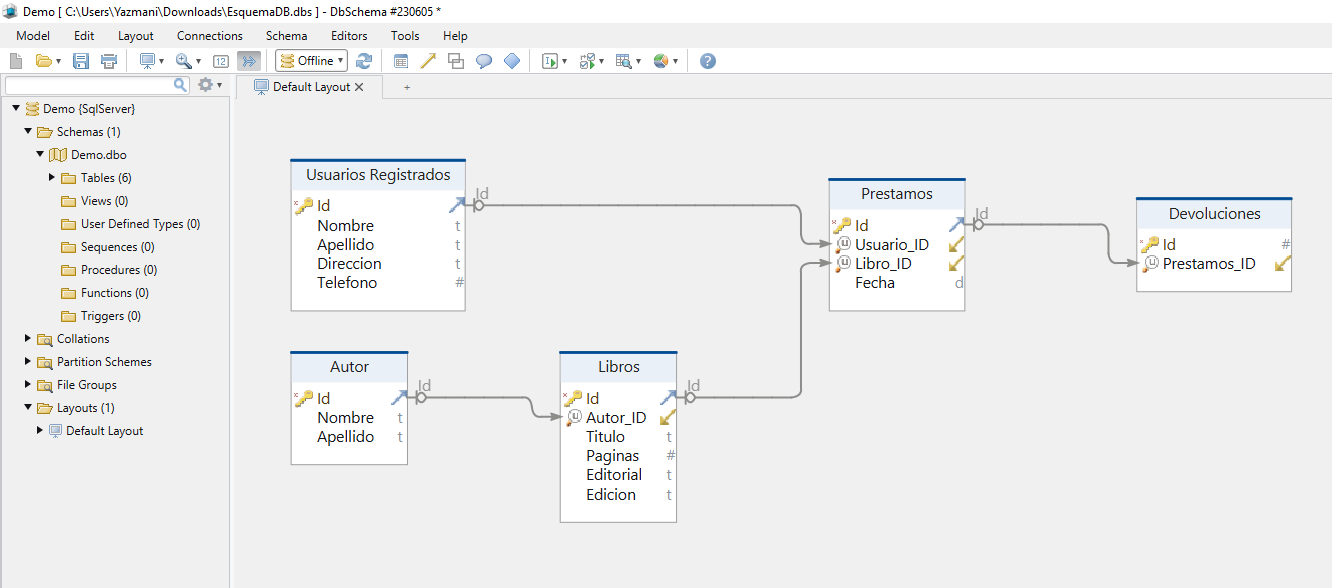 Demo [ C:\Users\Yazmani\Downloads\EsquemaDB.dbs ] - DbSchema #230605 *
Model Edit Layout Connections Schema Editors Tools Help
12 Offline
Default Layout
+
Demo {SqlServer}
Schemas (1)
Demo.dbo
Tables (6)
Views (0)
User Defined Types (0)
Sequences (0)
Procedures (0)
Functions (0)
Triggers (0)
Collations
Partition Schemes
File Groups
Layouts (1)
Default Layout
Usuarios Registrados
Id
Id
Nombre t
Apellido t
Direccion t
Telefono #
Prestamos
Id
Id
u Usuario_ID
u Libro_ID
Fecha d
Devoluciones
Id #
u Prestamos_ID
Autor
Id
Id
Nombre t
Apellido t
Libros
Id
Id
u Autor_ID
Titulo t
Paginas #
Editorial t
Edicion t